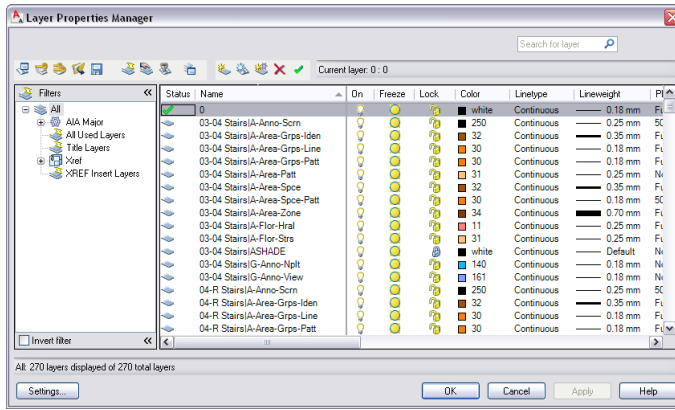 Layer Properties Manager
Search for layer
Current layer: 0 : 0
Filters
All
AIA Major
All Used Layers
Title Layers
Xref
XREF Insert Layers
Invert filter
Status Name On Freeze Lock Color Linetype Lineweight
0 white Continuous 0.18 mm
03-04 Stairs|A-Anno-Scrn 250 Continuous 0.25 mm 50
03-04 Stairs|A-Area-Grps-Iden 32 Continuous 0.35 mm
03-04 Stairs|A-Area-Grps-Line 30 Continuous 0.18 mm
03-04 Stairs|A-Area-Grps-Patt 30 Continuous 0.18 mm
03-04 Stairs|A-Area-Patt 31 Continuous 0.25 mm
03-04 Stairs|A-Area-Spce 32 Continuous 0.35 mm
03-04 Stairs|A-Area-Spce-Patt 30 Continuous 0.18 mm 50
03-04 Stairs|A-Area-Zone 34 Continuous 0.70 mm
03-04 Stairs|A-Flor-Hral 11 Continuous 0.25 mm
03-04 Stairs|A-Flor-Strs 31 Continuous 0.25 mm
03-04 Stairs|ASHADE white Continuous Default
03-04 Stairs|G-Anno-Nplt 140 Continuous 0.18 mm
03-04 Stairs|G-Anno-View 161 Continuous 0.18 mm
04-R Stairs|A-Anno-Scrn 250 Continuous 0.25 mm 50
04-R Stairs|A-Area-Grps-Iden 32 Continuous 0.35 mm
04-R Stairs|A-Area-Grps-Line 30 Continuous 0.18 mm
04-R Stairs|A-Area-Grps-Patt 30 Continuous 0.18 mm
All: 270 layers displayed of 270 total layers
Settings... OK Cancel Apply Help